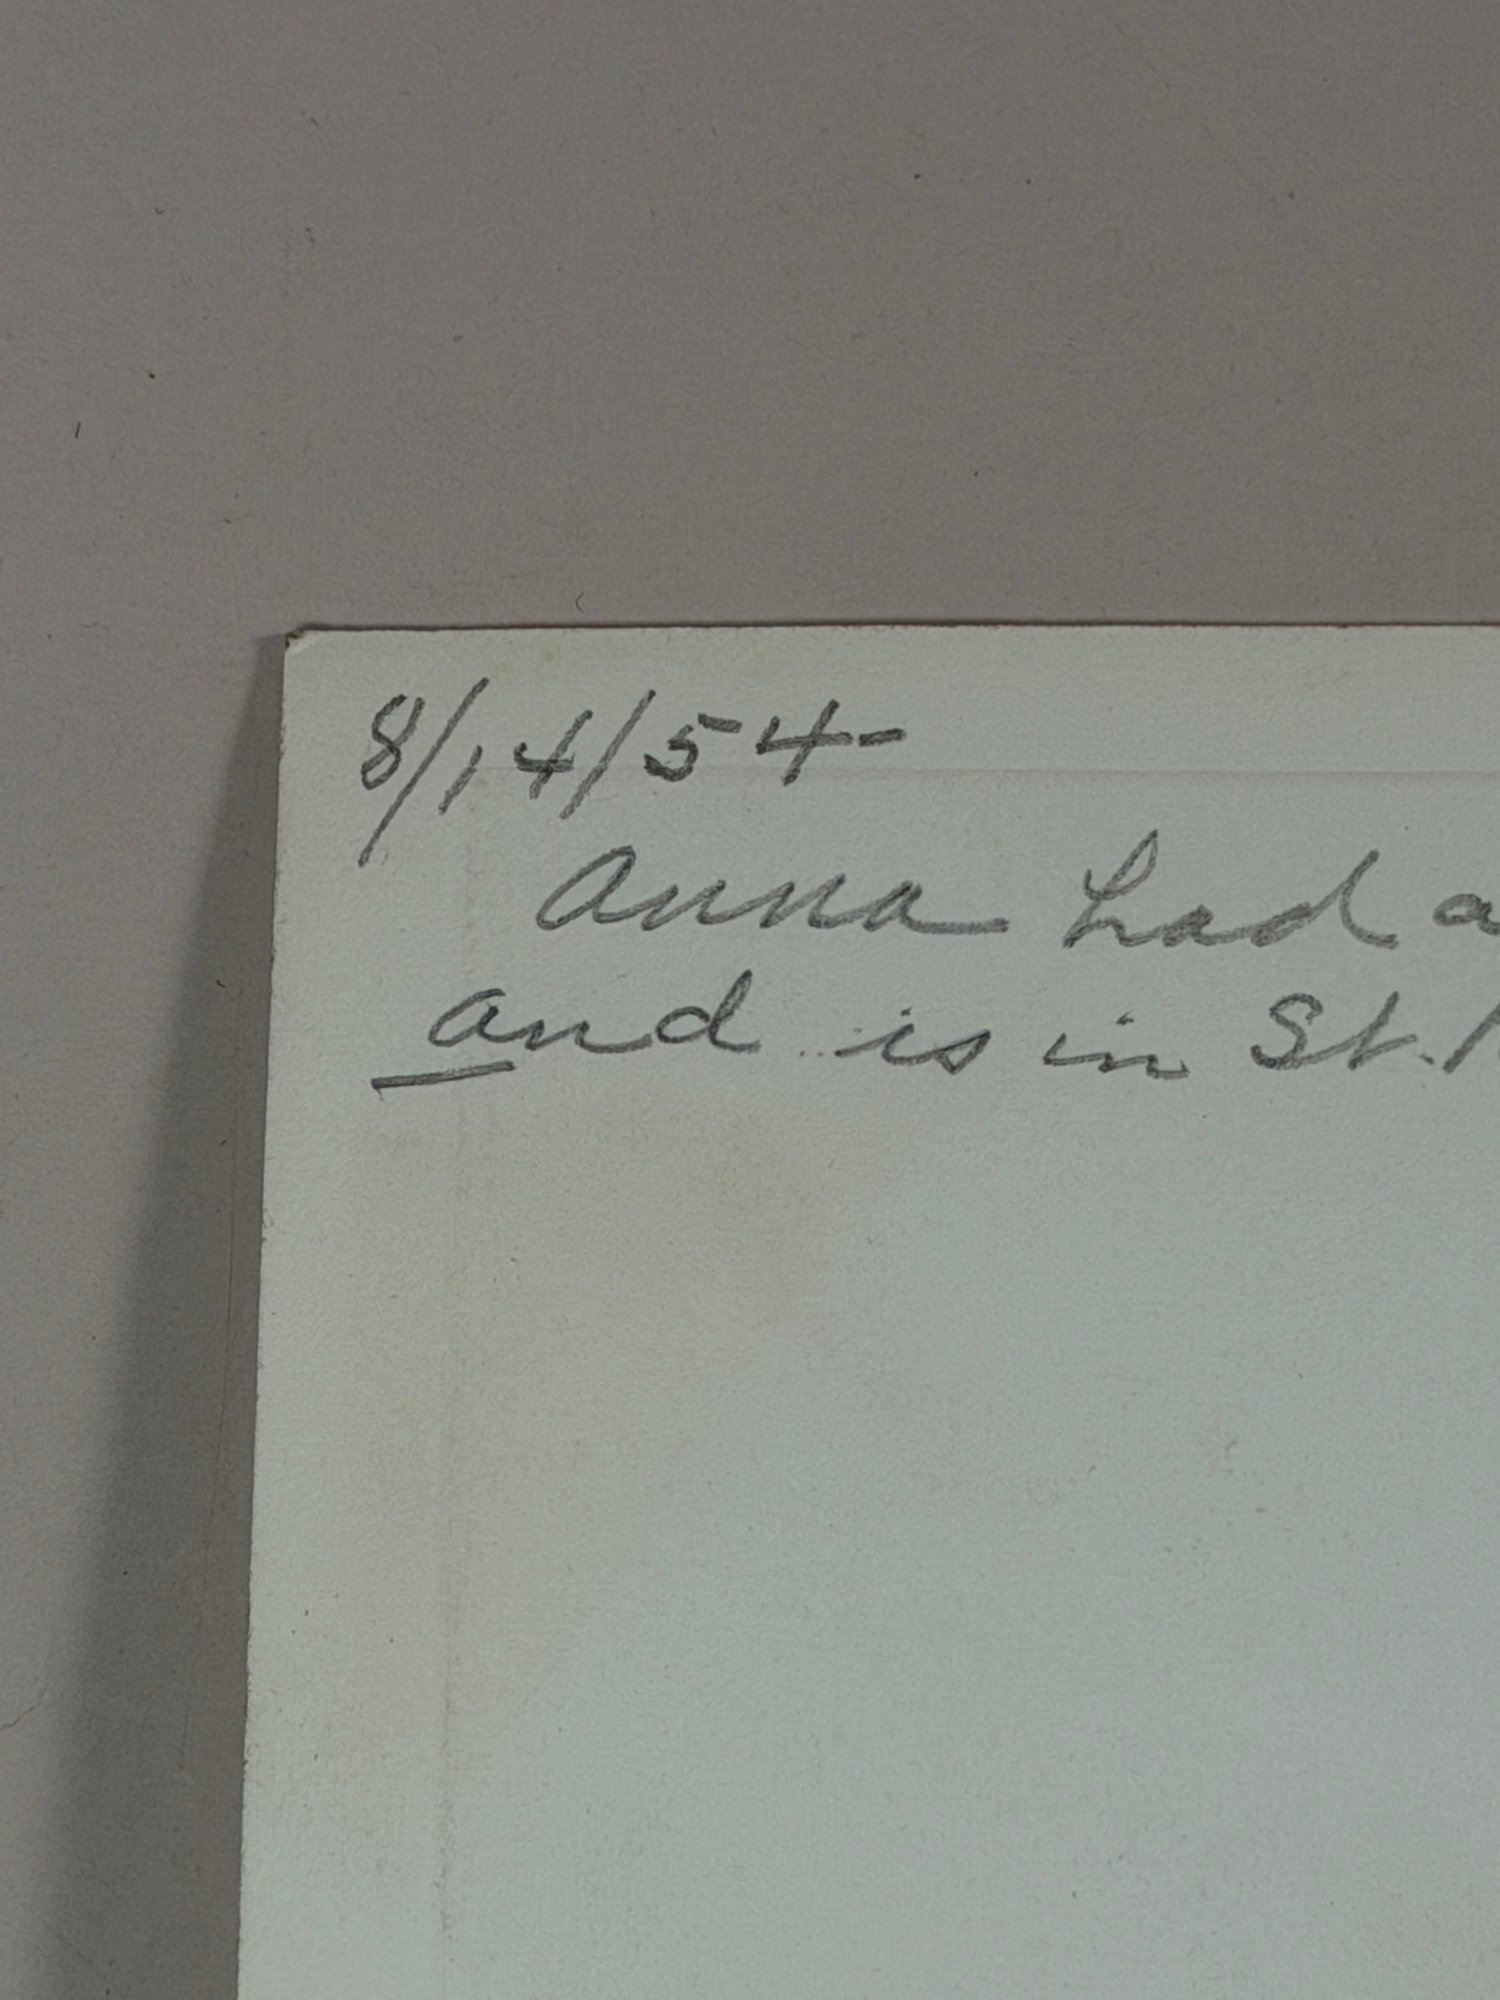 8/14/54-
Anna had a
and is in St.